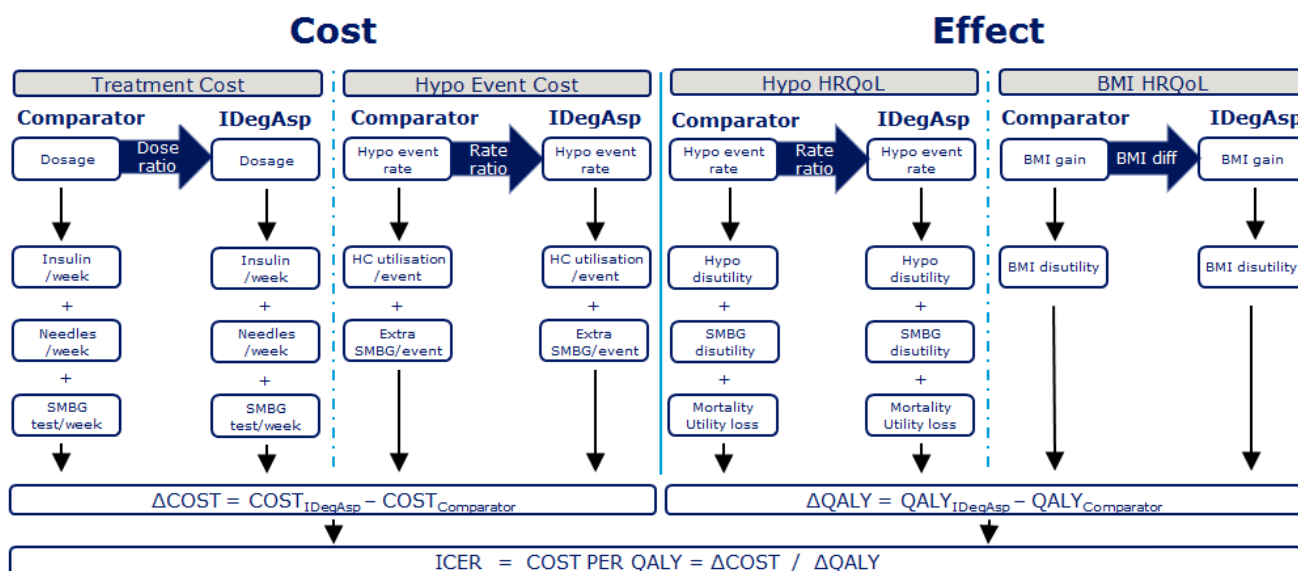 Cost
Effect
Treatment Cost
Hypo Event Cost
Hypo HRQoL
BMI HRQoL
Comparator
IDegAsp
Comparator
IDegAsp
Comparator
IDegAsp
Comparator
IDegAsp
Dosage
Dose
ratio
Dosage
Hypo event
rate
Rate
ratio
Hypo event
rate
Hypo event
rate
Rate
ratio
Hypo event
rate
BMI gain
BMI diff
BMI gain
Insulin
/week
Insulin
/week
HC utilisation
/event
HC utilisation
/event
Hypo
disutility
Hypo
disutility
BMI disutility
BMI disutility
+
+
+
+
+
+
Needles
/week
Needles
/week
Extra
SMBG/event
Extra
SMBG/event
SMBG
disutility
SMBG
disutility
+
+
+
+
SMBG
test/week
SMBG
test/week
Mortality
Utility loss
Mortality
Utility loss
ΔCOST = COST_IDegAsp – COST_Comparator
ΔQALY = QALY_IDegAsp – QALY_Comparator
ICER = COST PER QALY = ΔCOST / ΔQALY